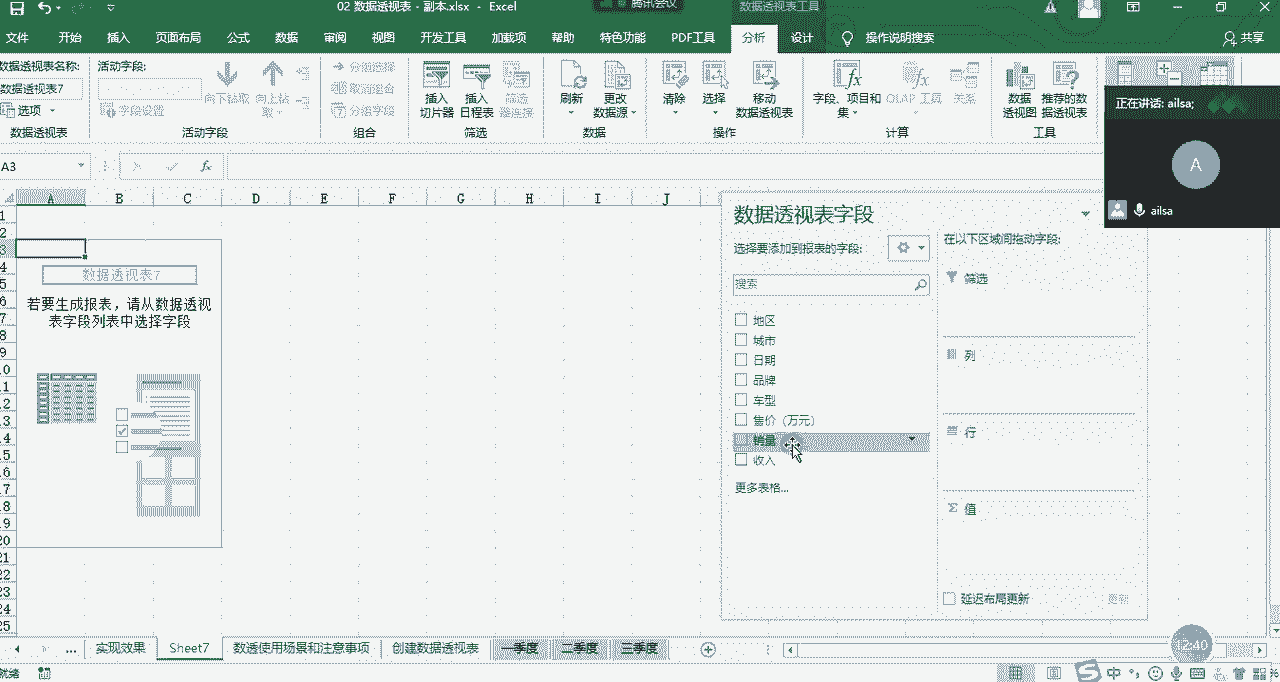 02 数据透视表 - 副本.xlsx - Excel
腾讯会议
数据透视表工具
文件 开始 插入 页面布局 公式 数据 审阅 视图 开发工具 加载项 帮助 特色功能 PDF工具 分析 设计 操作说明搜索 共享
数据透视表名称:
数据透视表7
选项
数据透视表
活动字段:
字段设置
向下钻取
向上钻取
活动字段
分组选择
取消组合
分组字段
组合
插入切片器
插入日程表
筛选器连接
筛选
刷新
更改数据源
数据
清除
选择
移动数据透视表
操作
字段、项目和集
OLAP 工具
关系
计算
数据透视图
推荐的数据透视表
工具
正在讲话: ailsa;
A
ailsa
A3
fx
A B C D E F G H I J
1
2
3
4
5
6
7
8
9
10
11
12
13
14
15
16
17
18
19
20
21
22
23
24
25
数据透视表7
若要生成报表，请从数据透视
表字段列表中选择字段
数据透视表字段
选择要添加到报表的字段:
搜索
地区
城市
日期
品牌
车型
售价（万元）
销量
收入
更多表格...
在以下区域间拖动字段:
筛选
列
行
Σ 值
延迟布局更新
更新
... 实现效果 Sheet7 数透使用场景和注意事项 创建数据透视表 一季度 二季度 三季度
12:40
就绪
中